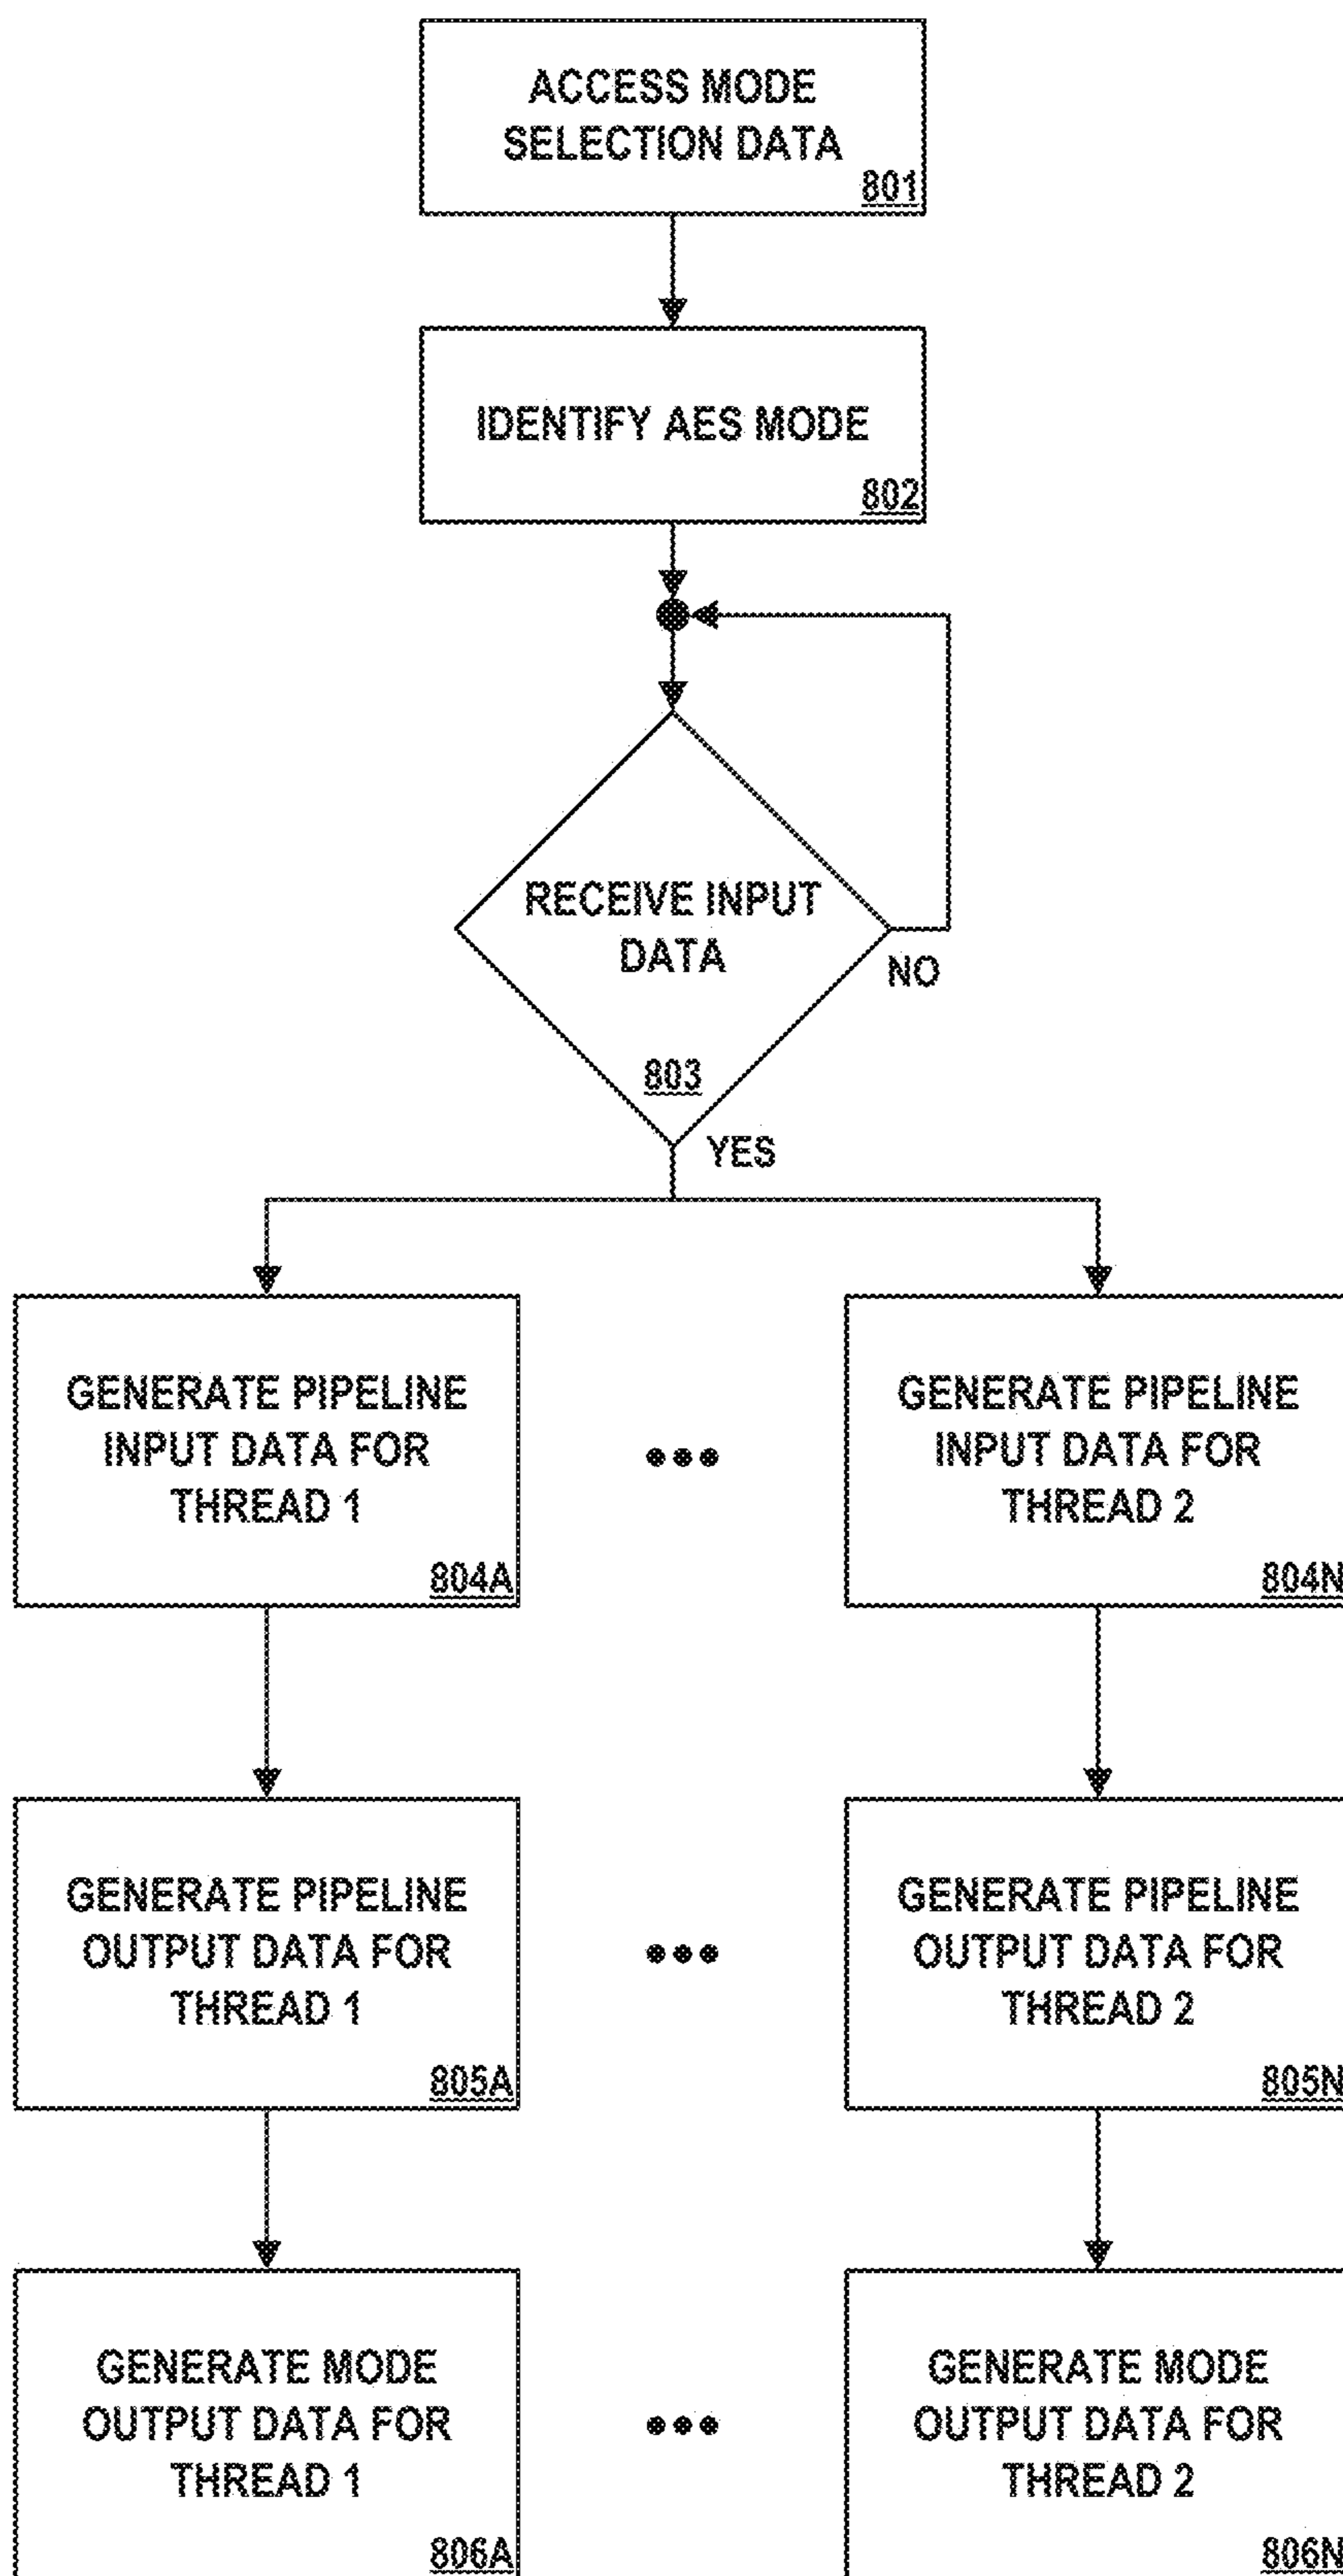 ACCESS MODE
SELECTION DATA
801
IDENTIFY AES MODE
802
RECEIVE INPUT
DATA
NO
803
YES
GENERATE PIPELINE
INPUT DATA FOR
THREAD 1
804A
•••
GENERATE PIPELINE
INPUT DATA FOR
THREAD 2
804N
GENERATE PIPELINE
OUTPUT DATA FOR
THREAD 1
805A
•••
GENERATE PIPELINE
OUTPUT DATA FOR
THREAD 2
805N
GENERATE MODE
OUTPUT DATA FOR
THREAD 1
806A
•••
GENERATE MODE
OUTPUT DATA FOR
THREAD 2
806N